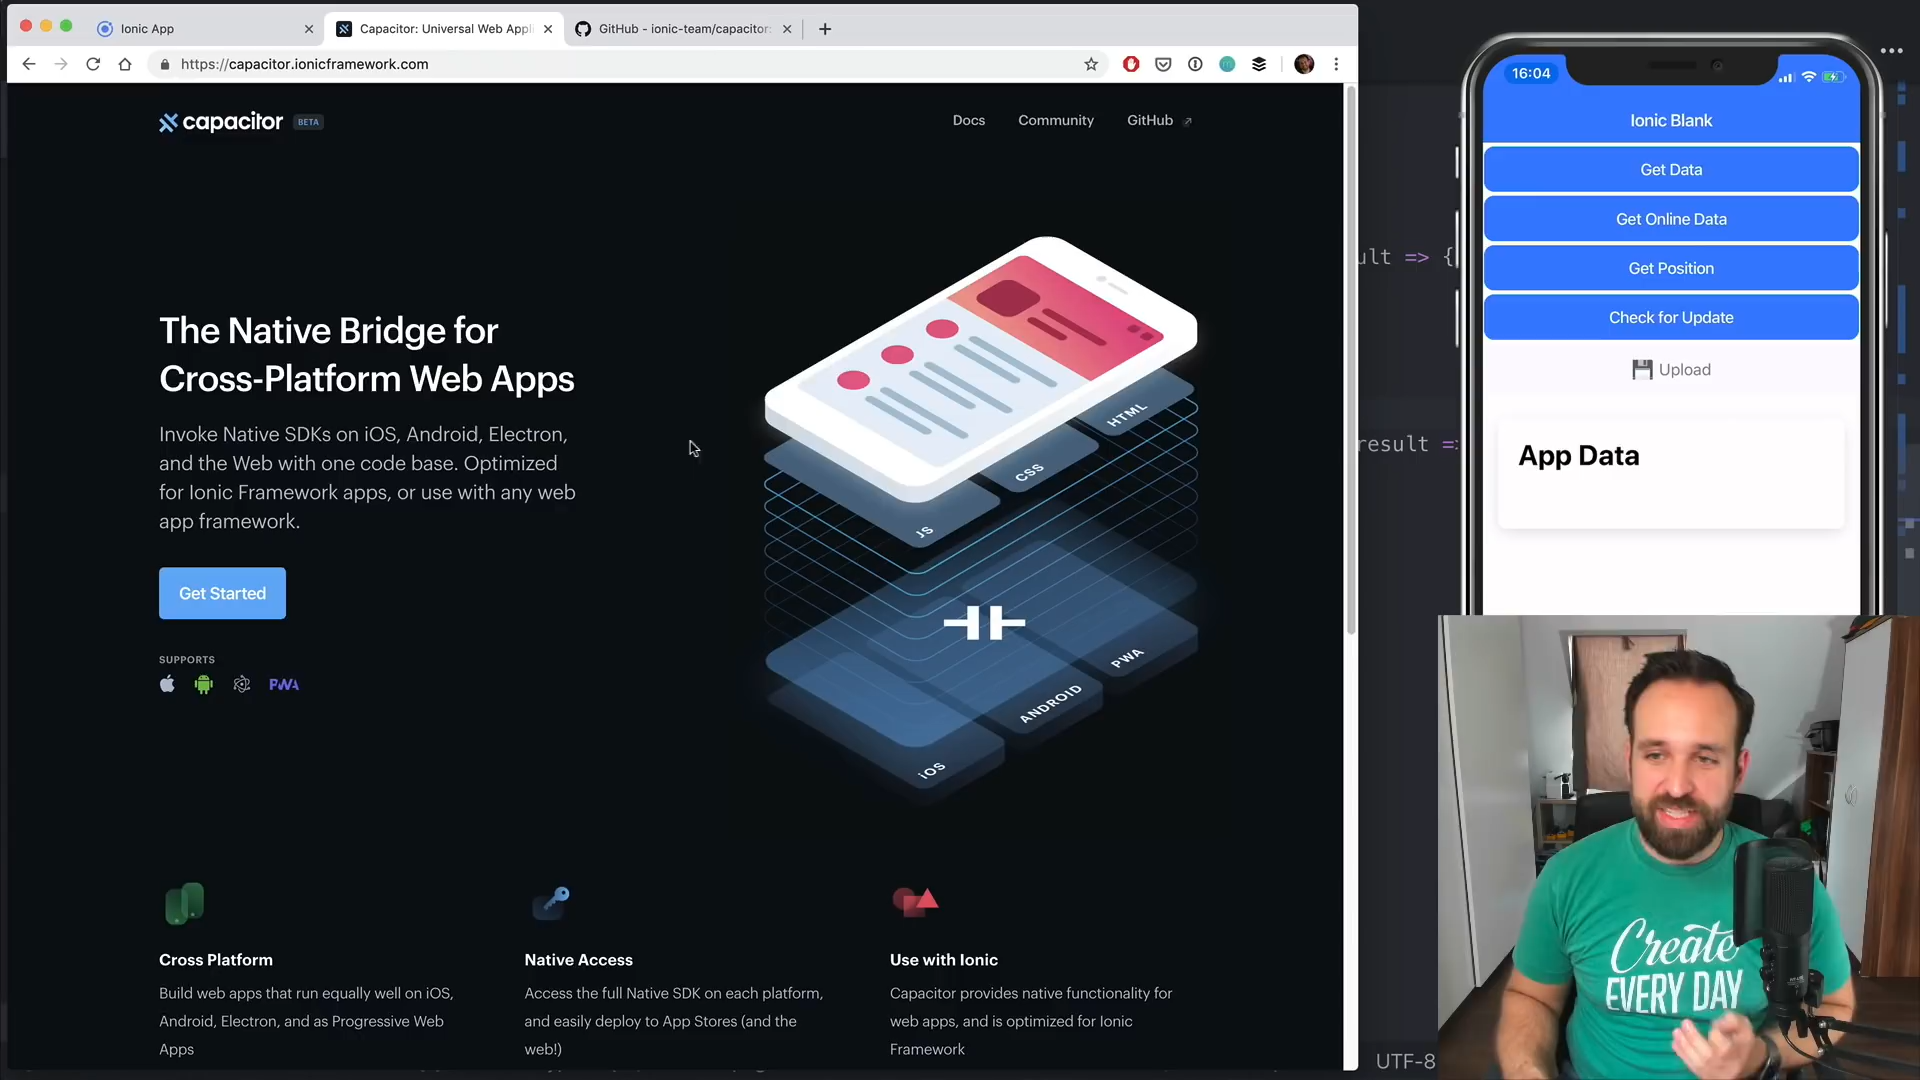 Ionic App
Capacitor: Universal Web Appl
GitHub - ionic-team/capacitor:
https://capacitor.ionicframework.com
capacitor BETA
Docs
Community
GitHub
The Native Bridge for
Cross-Platform Web Apps
Invoke Native SDKs on iOS, Android, Electron,
and the Web with one code base. Optimized
for Ionic Framework apps, or use with any web
app framework.
Get Started
SUPPORTS
PWA
HTML
CSS
JS
PWA
ANDROID
iOS
Cross Platform
Build web apps that run equally well on iOS,
Android, Electron, and as Progressive Web
Apps
Native Access
Access the full Native SDK on each platform,
and easily deploy to App Stores (and the
web!)
Use with Ionic
Capacitor provides native functionality for
web apps, and is optimized for Ionic
Framework
ult => {
result =>
16:04
Ionic Blank
Get Data
Get Online Data
Get Position
Check for Update
Upload
App Data
Create
EVERY DAY
UTF-8